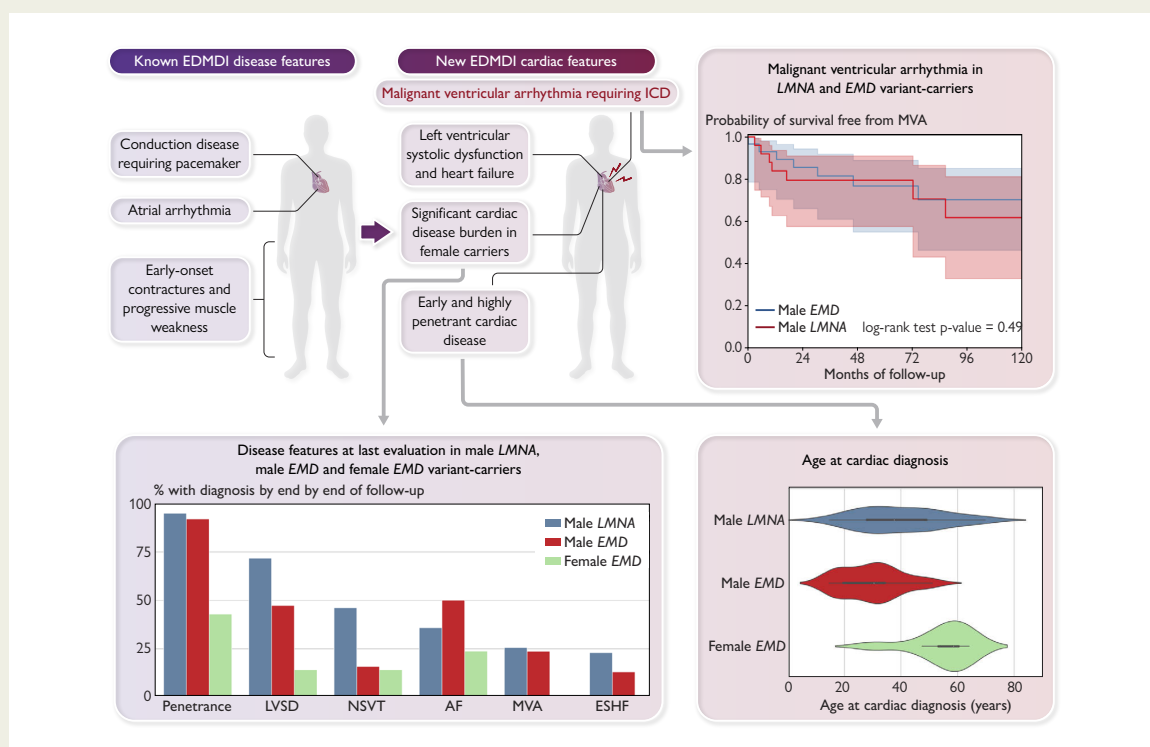 Known EDMDI disease features
Conduction disease
requiring pacemaker
Atrial arrhythmia
Early-onset
contractures and
progressive muscle
weakness
New EDMDI cardiac features
Malignant ventricular arrhythmia requiring ICD
Left ventricular
systolic dysfunction
and heart failure
Significant cardiac
disease burden in
female carriers
Early and highly
penetrant cardiac
disease
Malignant ventricular arrhythmia in
LMNA and EMD variant-carriers
Probability of survival free from MVA
1.0
0.8
0.6
0.4
0.2
0.0
Male EMD
Male LMNA log-rank test p-value = 0.49
0 24 48 72 96 120
Months of follow-up
Disease features at last evaluation in male LMNA,
male EMD and female EMD variant-carriers
% with diagnosis by end by end of follow-up
100
75
50
25
0
Male LMNA
Male EMD
Female EMD
Penetrance LVSD NSVT AF MVA ESHF
Age at cardiac diagnosis
Male LMNA
Male EMD
Female EMD
0 20 40 60 80
Age at cardiac diagnosis (years)